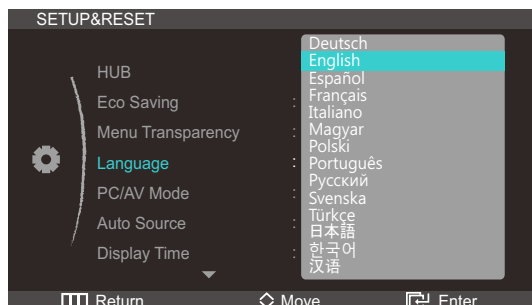 SETUP&RESET
HUB
Eco Saving :
Menu Transparency :
Language :
PC/AV Mode :
Auto Source :
Display Time :
Deutsch
English
Español
Français
Italiano
Magyar
Polski
Português
Русский
Svenska
Türkçe
日本語
한국어
汉语
Return Move Enter